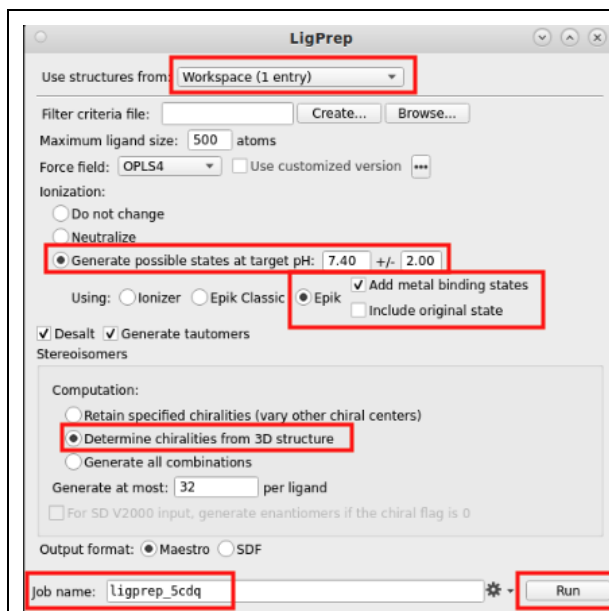 LigPrep
Use structures from: Workspace (1 entry)
Filter criteria file: Create... Browse...
Maximum ligand size: 500 atoms
Force field: OPLS4 Use customized version ...
Ionization:
Do not change
Neutralize
Generate possible states at target pH: 7.40 +/- 2.00
Add metal binding states
Using: Ionizer Epik Classic Epik
Include original state
Desalt Generate tautomers
Stereoisomers
Computation:
Retain specified chiralities (vary other chiral centers)
Determine chiralities from 3D structure
Generate all combinations
Generate at most: 32 per ligand
For SD V2000 input, generate enantiomers if the chiral flag is 0
Output format: Maestro SDF
Job name: ligprep_5cdq Run